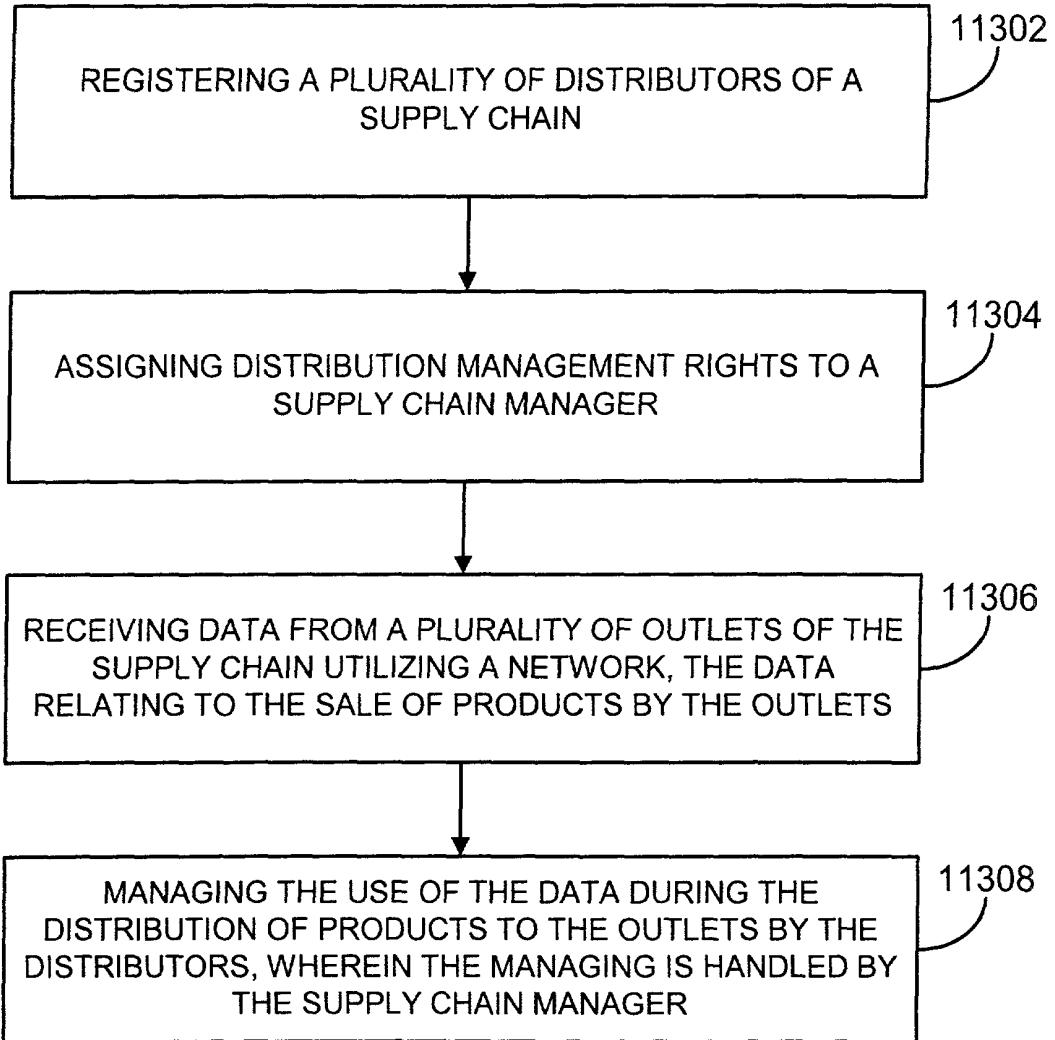 11302
REGISTERING A PLURALITY OF DISTRIBUTORS OF A
SUPPLY CHAIN
11304
ASSIGNING DISTRIBUTION MANAGEMENT RIGHTS TO A
SUPPLY CHAIN MANAGER
11306
RECEIVING DATA FROM A PLURALITY OF OUTLETS OF THE
SUPPLY CHAIN UTILIZING A NETWORK, THE DATA
RELATING TO THE SALE OF PRODUCTS BY THE OUTLETS
11308
MANAGING THE USE OF THE DATA DURING THE
DISTRIBUTION OF PRODUCTS TO THE OUTLETS BY THE
DISTRIBUTORS, WHEREIN THE MANAGING IS HANDLED BY
THE SUPPLY CHAIN MANAGER